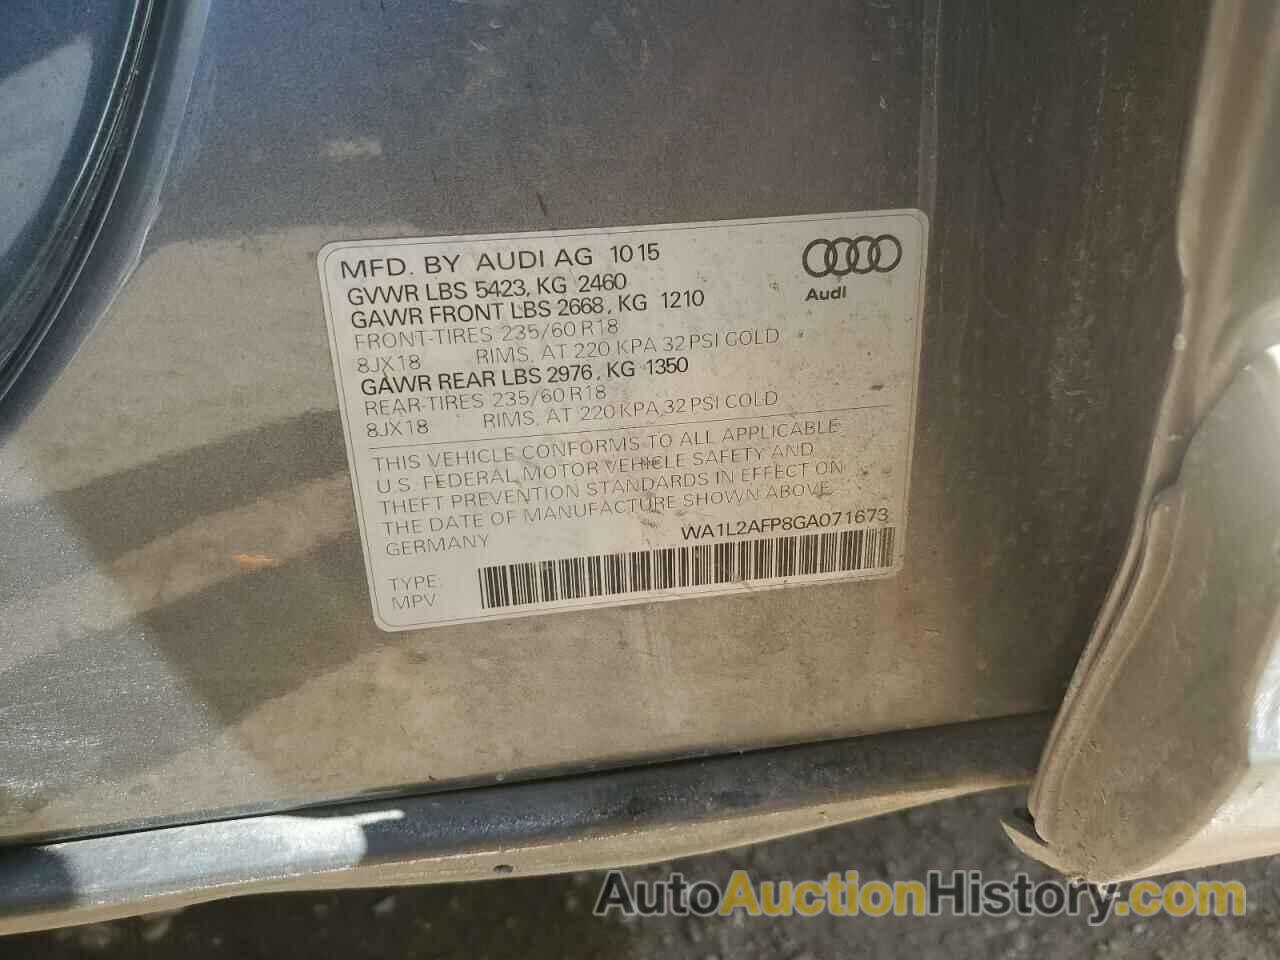 MFD. BY AUDI AG 1015
GVWR LBS 5423, KG 2460
GAWR FRONT LBS 2668, KG 1210
FRONT-TIRES 235/60 R18
8JX18 RIMS, AT 220 KPA 32 PSI COLD
GAWR REAR LBS 2976, KG 1350
REAR-TIRES 235/60 R18
8JX18 RIMS, AT 220 KPA 32 PSI COLD
Audi
THIS VEHICLE CONFORMS TO ALL APPLICABLE
U.S. FEDERAL MOTOR VEHICLE SAFETY AND
THEFT PREVENTION STANDARDS IN EFFECT ON
THE DATE OF MANUFACTURE SHOWN ABOVE.
GERMANY WA1L2AFP8GA071673
TYPE:
MPV
AutoAuctionHistory.com